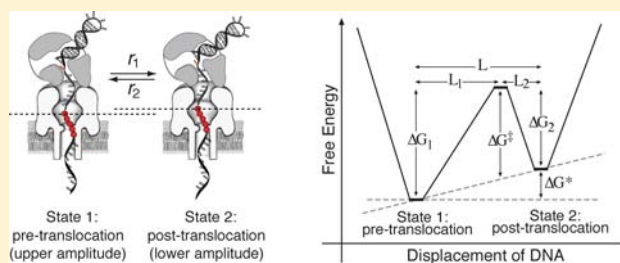 r₁
r₂
State 1:
pre-translocation
(upper amplitude)
State 2:
post-translocation
(lower amplitude)
Free Energy
L
L₁
L₂
ΔG₁
ΔG‡
ΔG₂
ΔG*
State 1:
pre-translocation
State 2:
post-translocation
Displacement of DNA